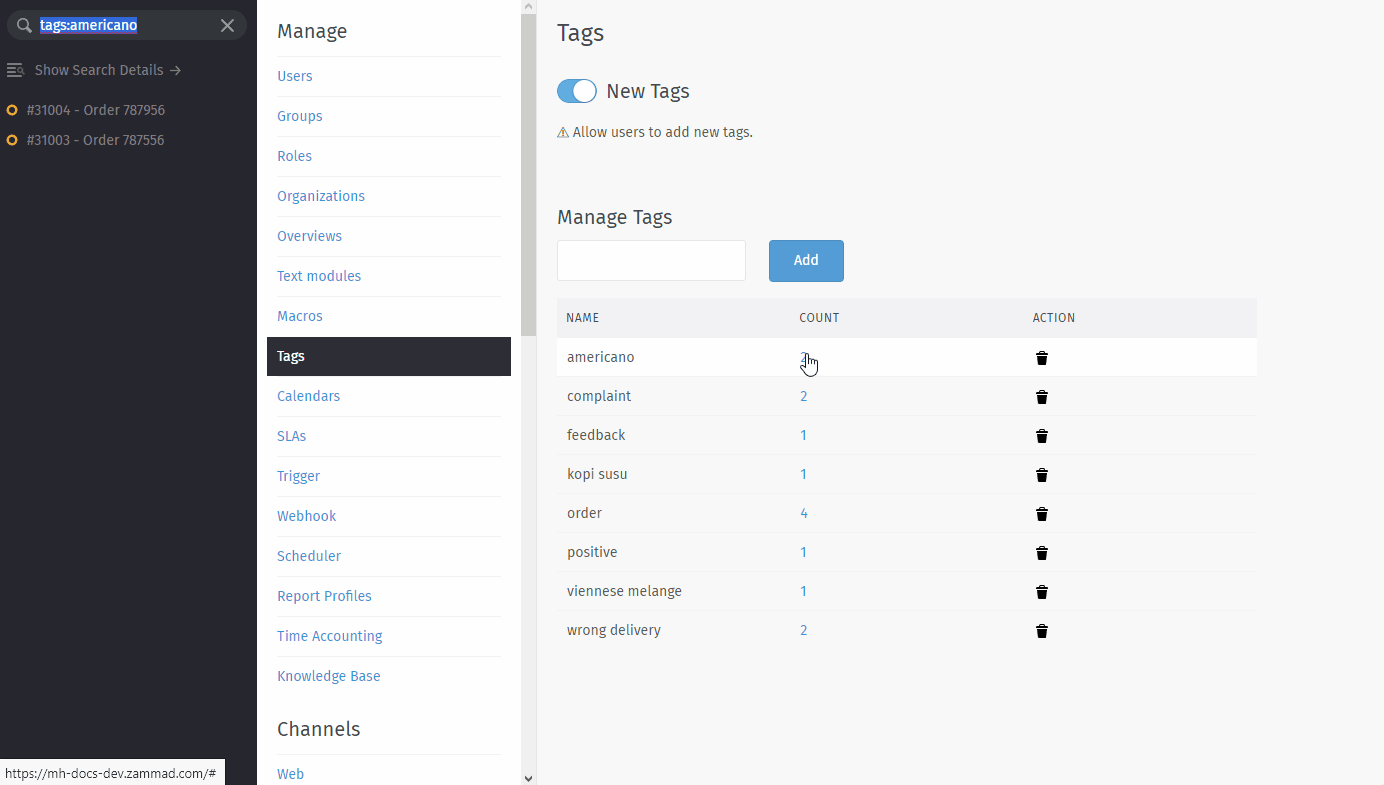 tags:americano
Show Search Details →
#31004 - Order 787956
#31003 - Order 787556
https://mh-docs-dev.zammad.com/#
Manage
Users
Groups
Roles
Organizations
Overviews
Text modules
Macros
Tags
Calendars
SLAs
Trigger
Webhook
Scheduler
Report Profiles
Time Accounting
Knowledge Base
Channels
Web
Tags
New Tags
⚠ Allow users to add new tags.
Manage Tags
Add
NAME COUNT ACTION
americano 2
complaint 2
feedback 1
kopi susu 1
order 4
positive 1
viennese melange 1
wrong delivery 2